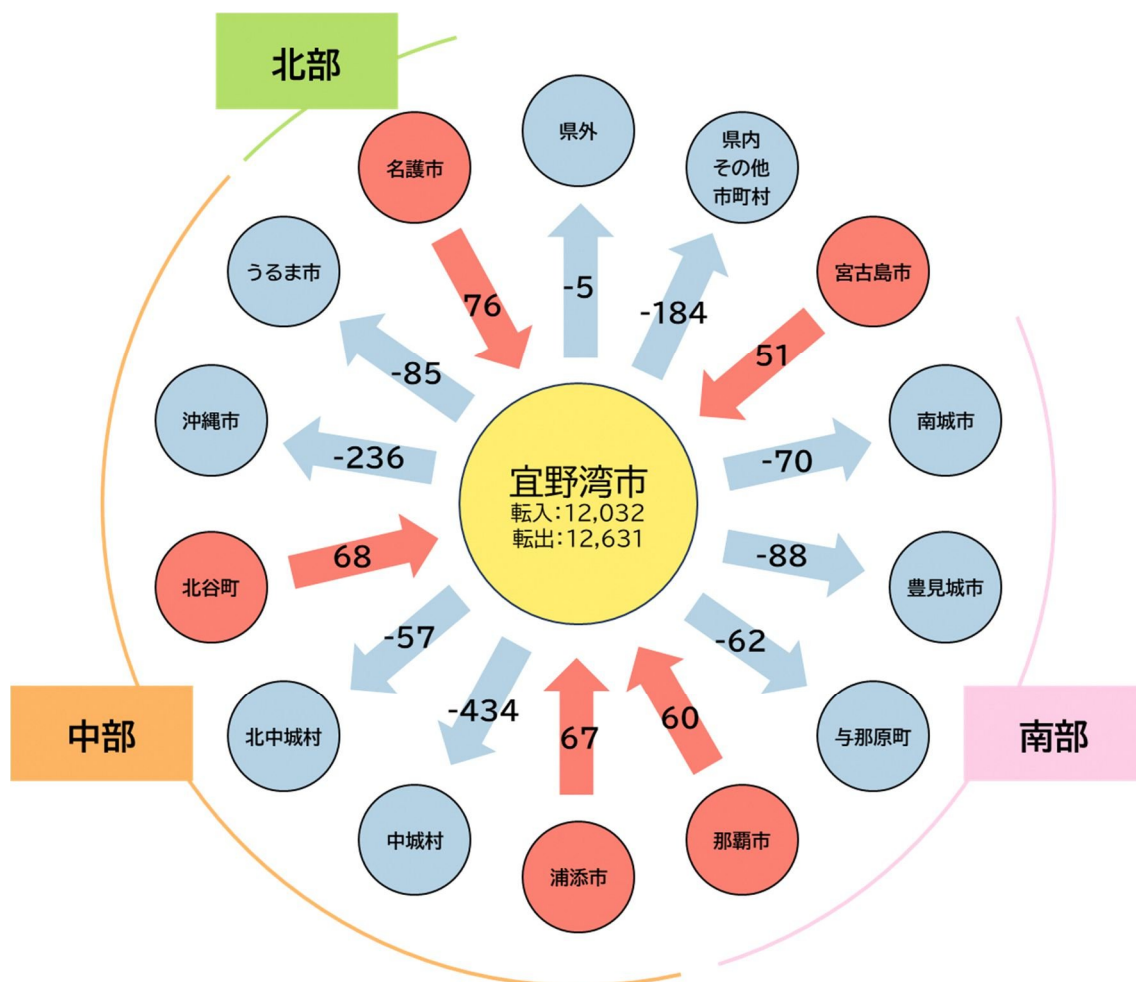 北部
県外
県内
その他
市町村
名護市
宮古島市
うるま市
76
-5
-184
51
-85
沖縄市
南城市
-236
-70
宜野湾市
転入:12,032
転出:12,631
北谷町
68
-88
豊見城市
-57
-62
中部
北中城村
-434
67
60
与那原町
南部
中城村
浦添市
那覇市